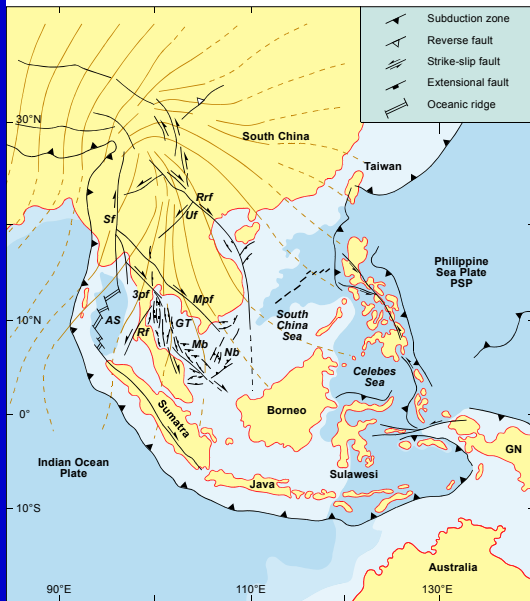 Subduction zone
Reverse fault
Strike-slip fault
Extensional fault
Oceanic ridge
30°N
South China
Taiwan
Rrf
Uf
Sf
Philippine
Sea Plate
PSP
3pf
Mpf
10°N
AS
Rf
GT
Mb
Nb
South
China
Sea
Celebes
Sea
0°
Sumatra
Borneo
GN
Indian Ocean
Plate
Sulawesi
Java
10°S
Australia
90°E
110°E
130°E